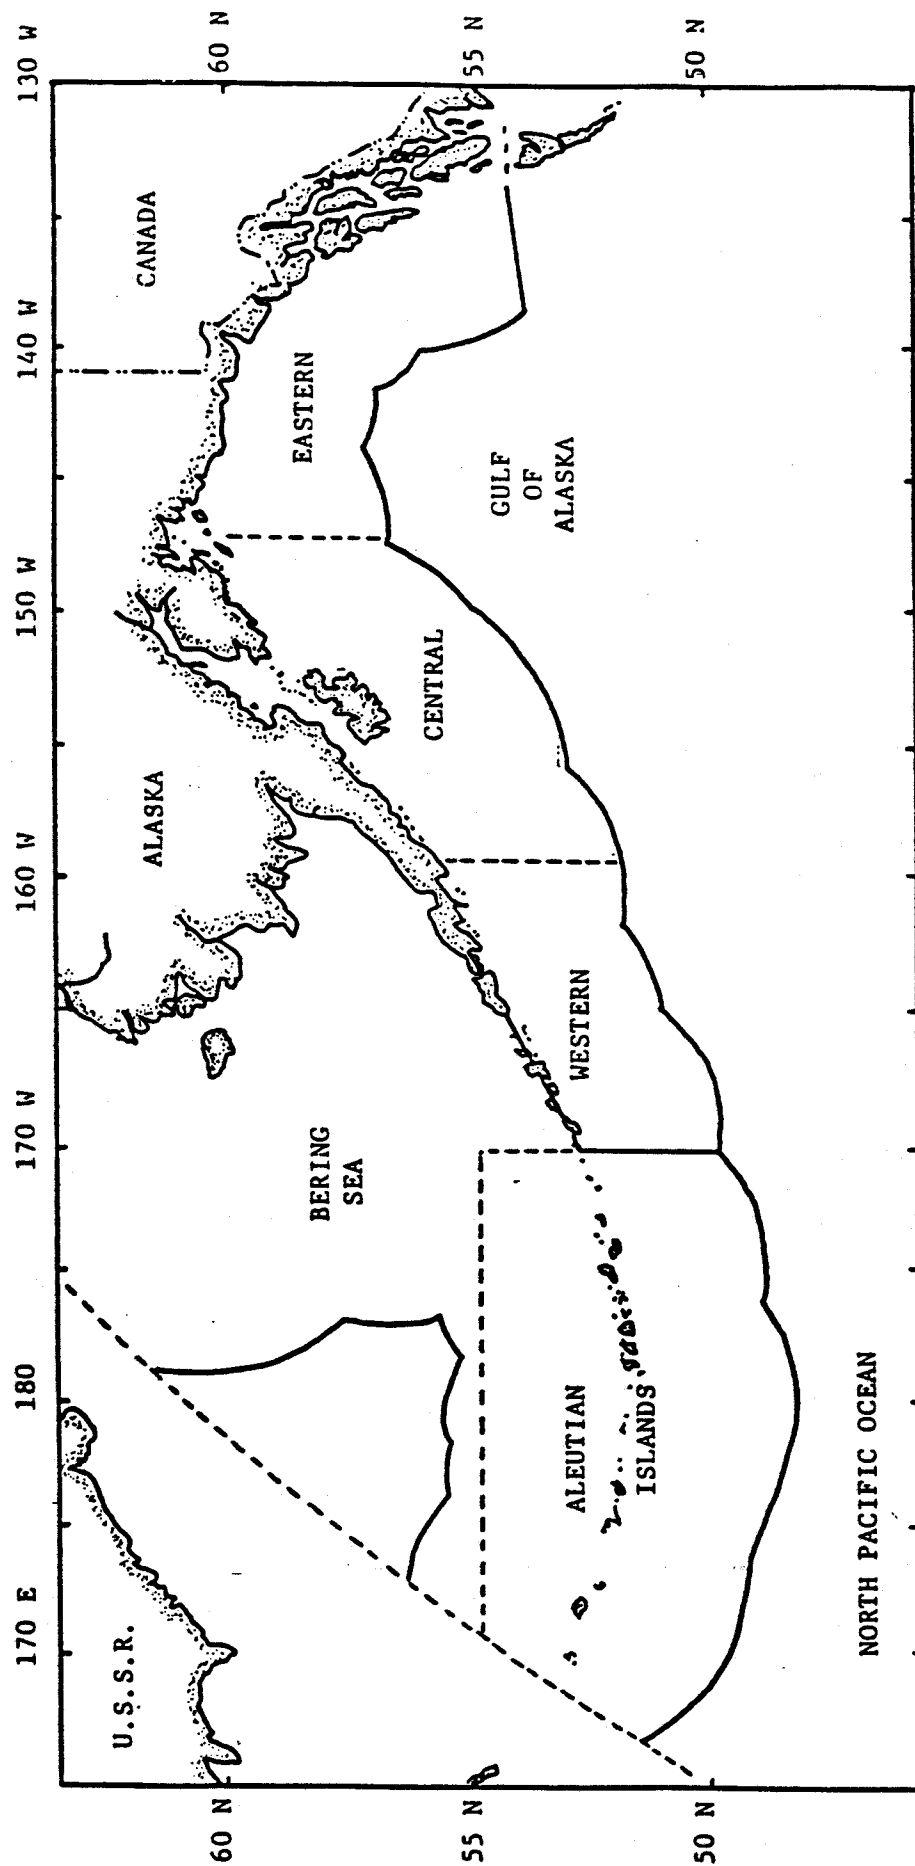 170 E
180
170 W
160 W
150 W
140 W
130 W
U.S.S.R.
ALASKA
CANADA
60 N
60 N
BERING
SEA
EASTERN
CENTRAL
55 N
55 N
GULF
OF
ALASKA
WESTERN
ALEUTIAN
ISLANDS
50 N
50 N
NORTH PACIFIC OCEAN